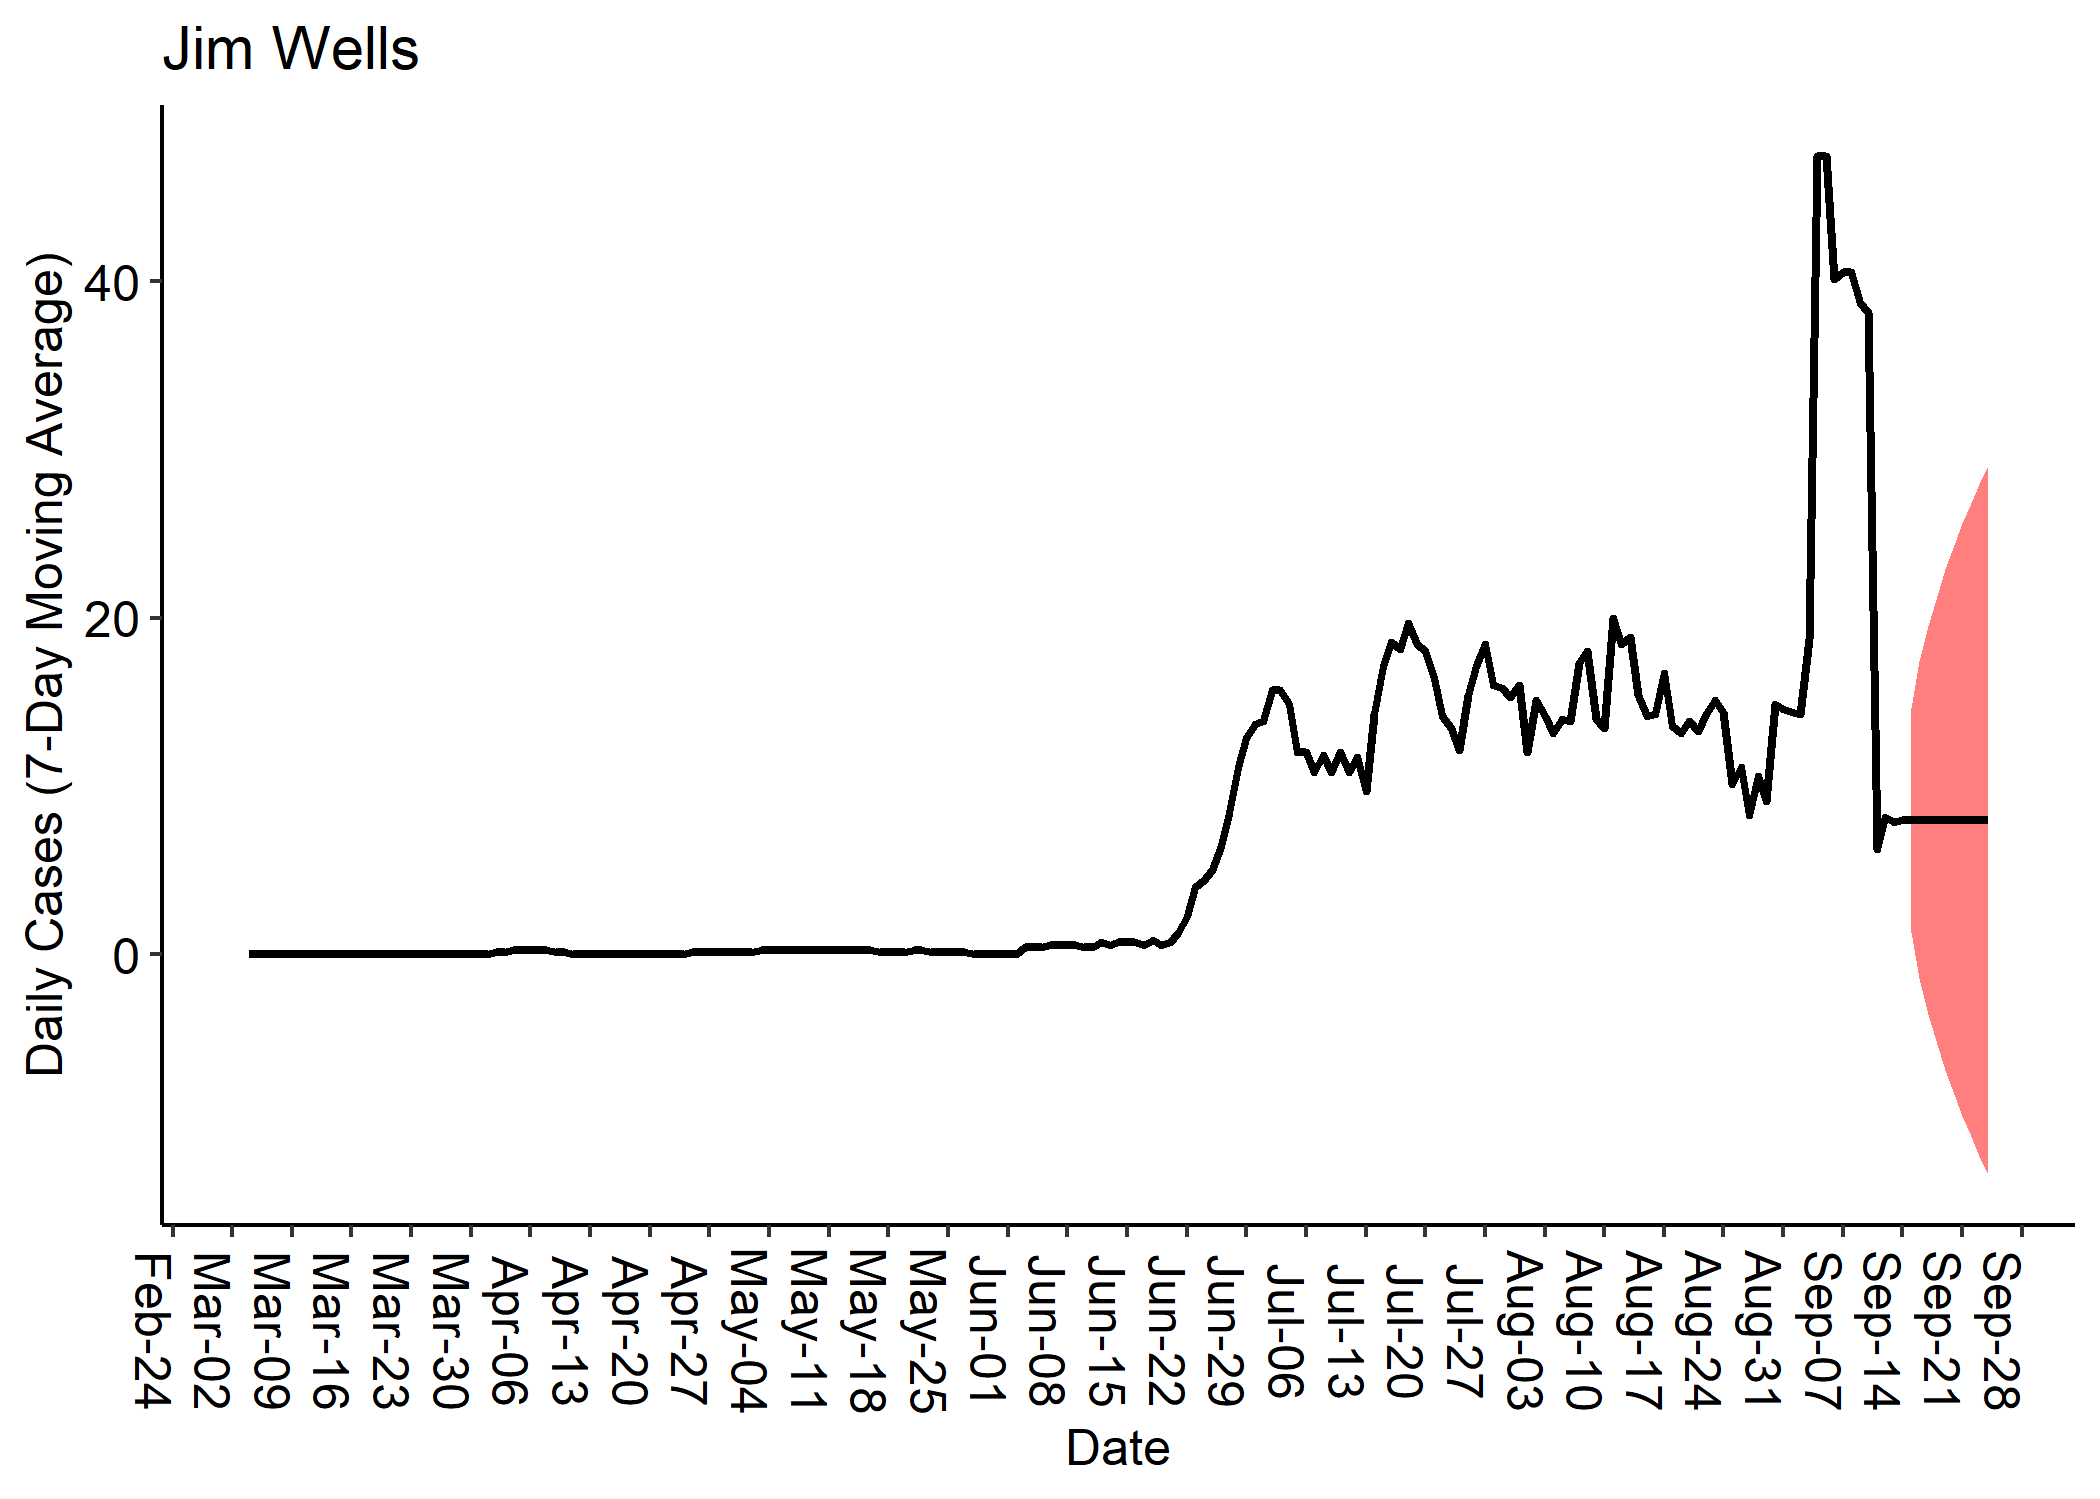 Jim Wells
Daily Cases (7-Day Moving Average)
40
20
0
Feb-24
Mar-02
Mar-09
Mar-16
Mar-23
Mar-30
Apr-06
Apr-13
Apr-20
Apr-27
May-04
May-11
May-18
May-25
Jun-01
Jun-08
Jun-15
Jun-22
Jun-29
Jul-06
Jul-13
Jul-20
Jul-27
Aug-03
Aug-10
Aug-17
Aug-24
Aug-31
Sep-07
Sep-14
Sep-21
Sep-28
Date